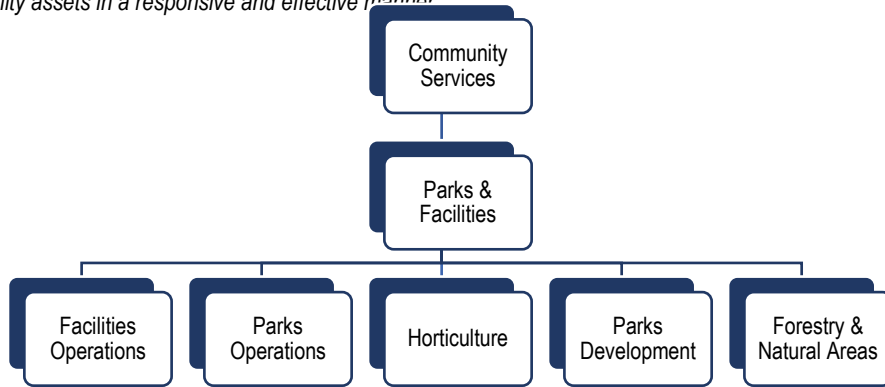 ity assets in a responsive and effective manner
Community
Services
Parks &
Facilities
Facilities
Operations
Parks
Operations
Horticulture
Parks
Development
Forestry &
Natural Areas